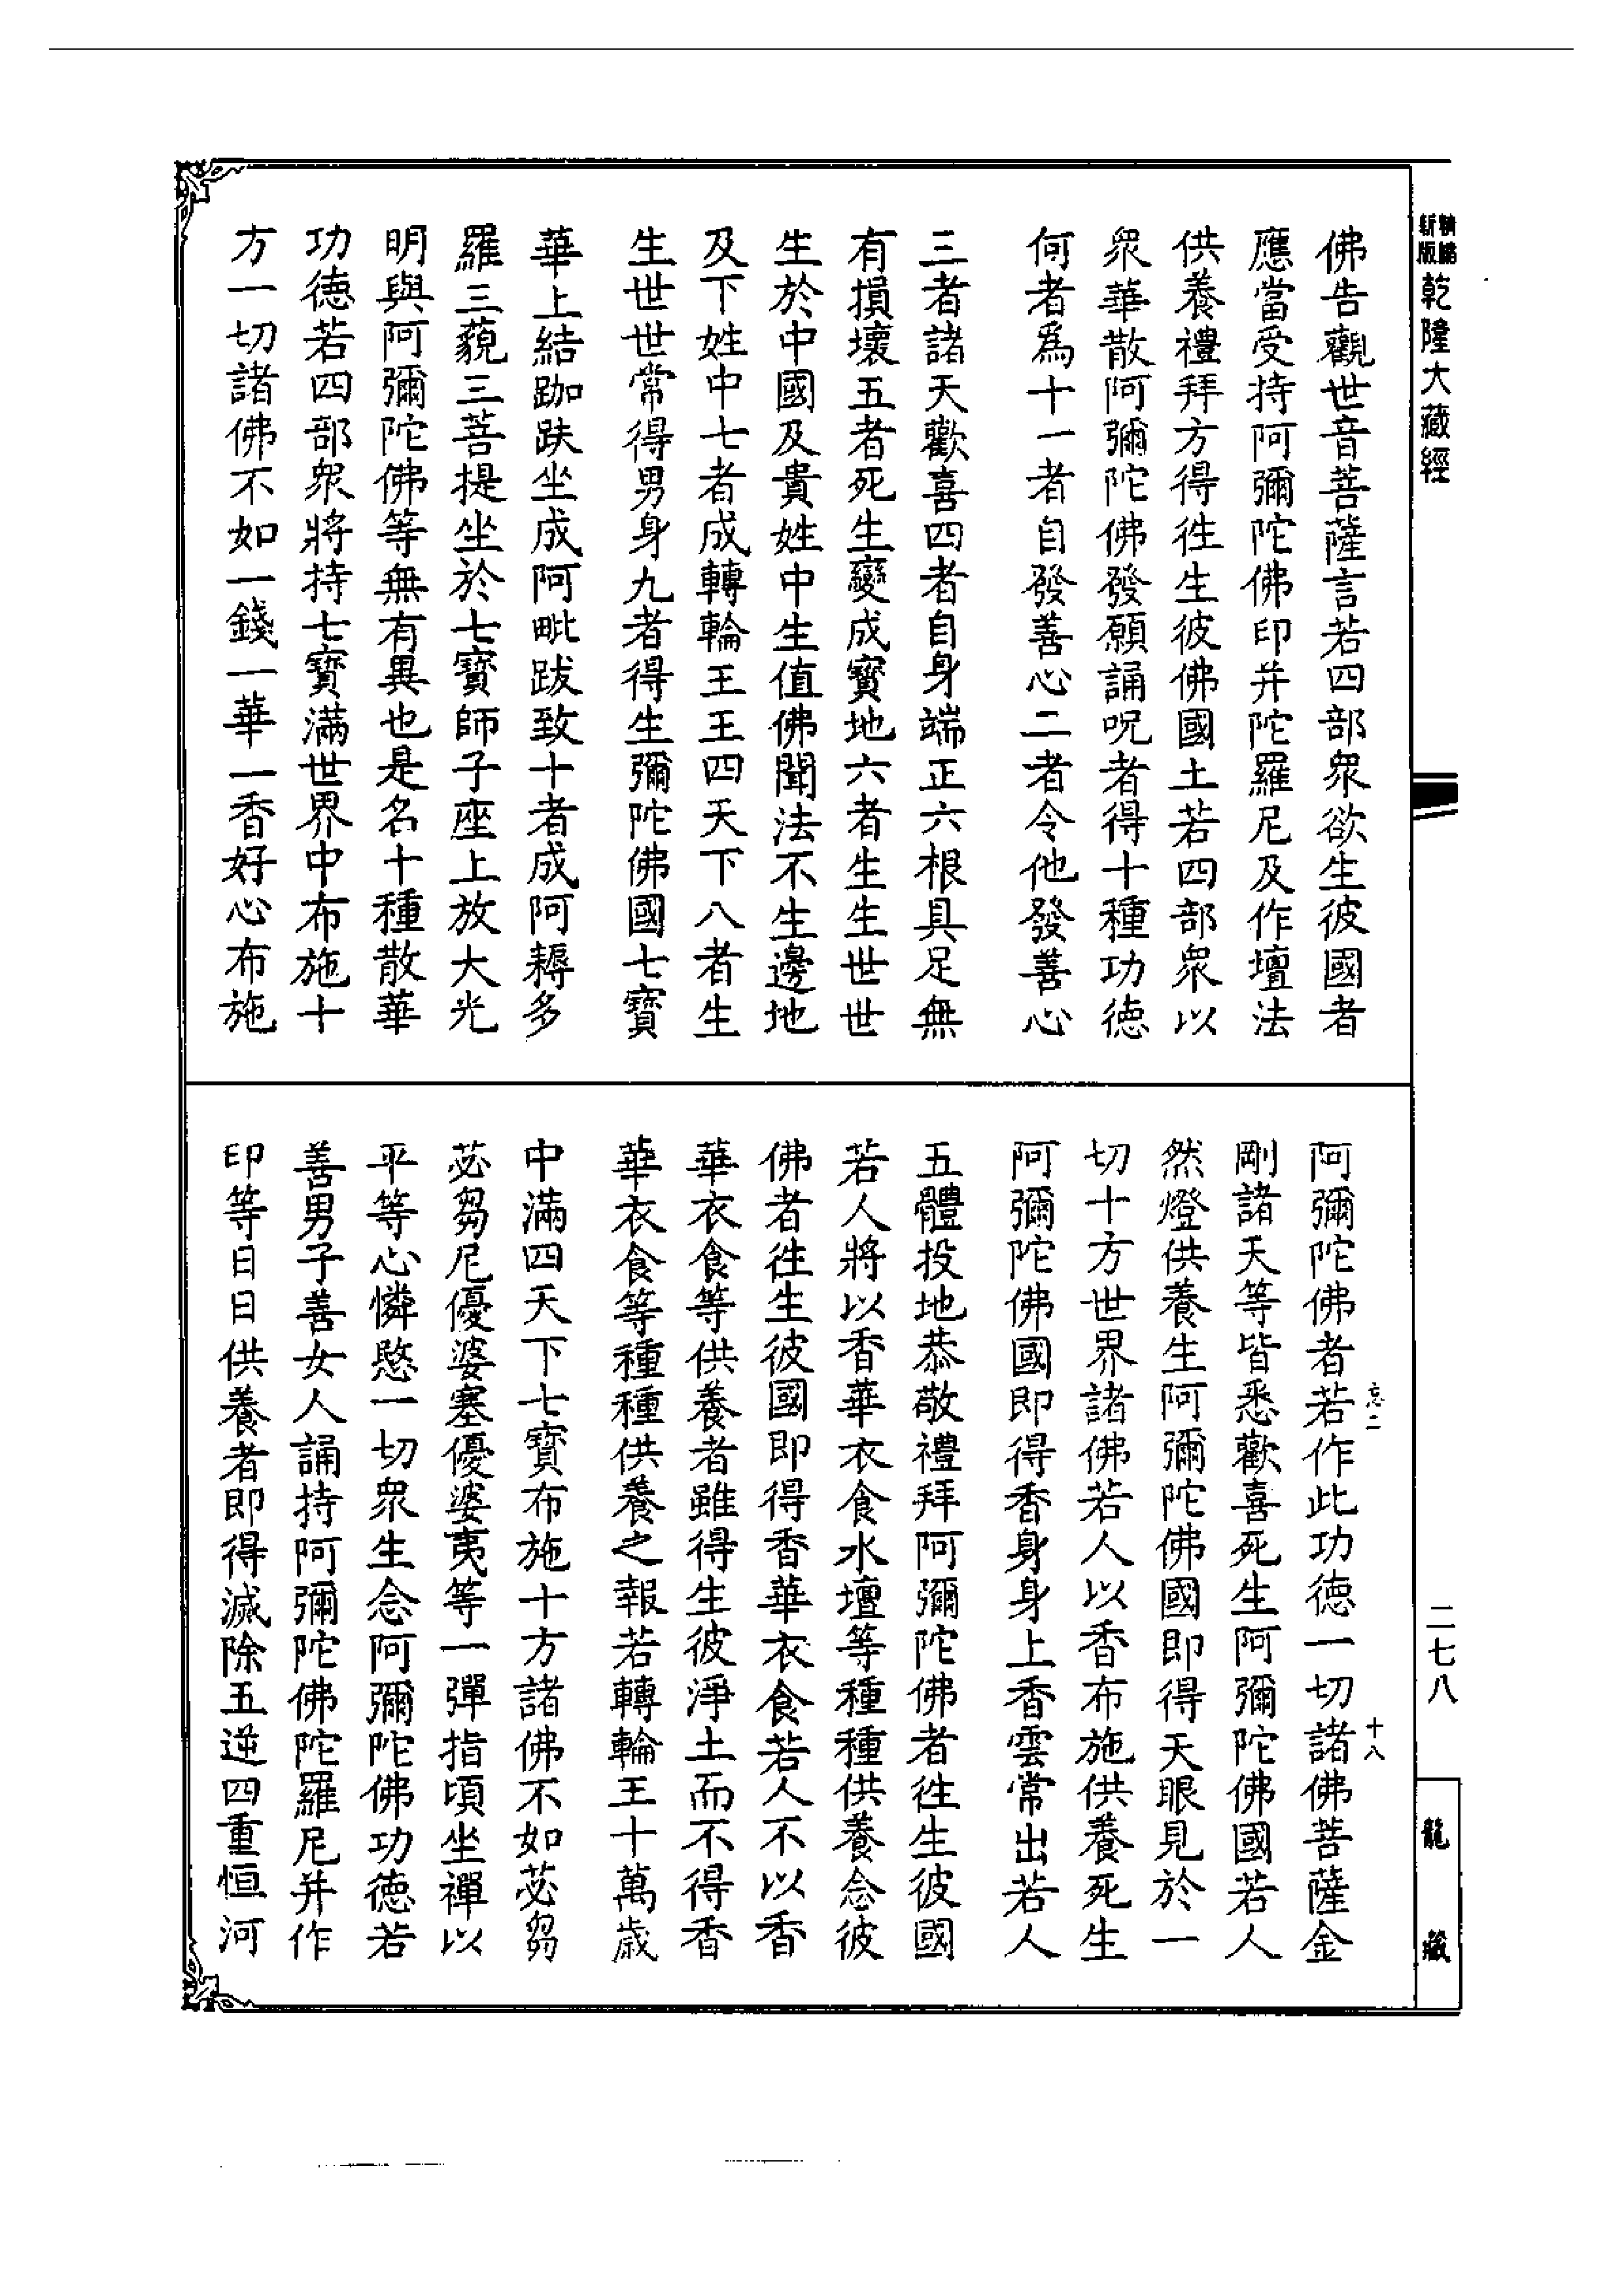 精繕新版乾隆大藏經
佛告觀世音菩薩言若四部衆欲生彼國者
應當受持阿彌陀佛印并陀羅尼及作壇法
供養禮拜方得徃生彼佛國土若四部衆以
衆華散阿彌陀佛發願誦呪者得十種功徳
何者爲十一者自發善心二者令他發善心
三者諸天歡喜四者自身端正六根具足無
有損壞五者死生變成寳地六者生生世世
生於中國及貴姓中生值佛聞法不生邊地
及下姓中七者成轉輪王王四天下八者生
生世世常得男身九者得生彌陀佛國七寳
華上結跏趺坐成阿毗跋致十者成阿耨多
羅三藐三菩提坐於七寳師子座上放大光
明與阿彌陀佛等無有異也是名十種散華
功徳若四部衆將持七寳滿世界中布施十
方一切諸佛不如一錢一華一香好心布施
阿彌陀佛者若作此功徳一切諸佛菩薩金
剛諸天等皆悉歡喜死生阿彌陀佛國若人
然燈供養生阿彌陀佛國即得天眼見於一
切十方世界諸佛若人以香布施供養死生
阿彌陀佛國即得香身身上香雲常出若人
五體投地恭敬禮拜阿彌陀佛者徃生彼國
若人將以香華衣食水壇等種種供養念彼
佛者徃生彼國即得香華衣食若人不以香
華衣食等供養者雖得生彼淨土而不得香
華衣食等種種供養之報若轉輪王十萬歲
中滿四天下七寳布施十方諸佛不如苾芻
苾芻尼優婆塞優婆夷等一彈指頃坐禪以
平等心憐愍一切衆生念阿彌陀佛功徳若
善男子善女人誦持阿彌陀佛陀羅尼并作
印等日日供養者即得滅除五逆四重恒河
忘二
十八
二七八
龍藏